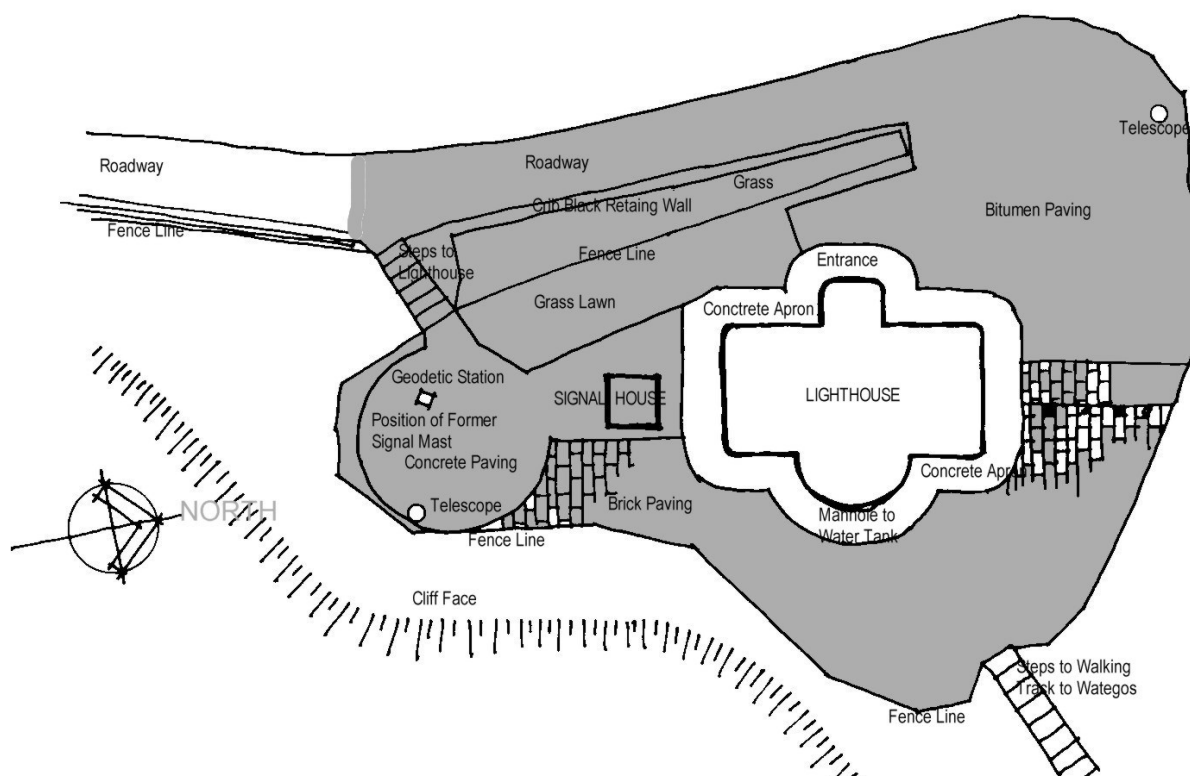 Telescope
Roadway
Roadway
Grass
Crib Black Retaing Wall
Bitumen Paving
Fence Line
Steps to
Lighthouse
Fence Line
Entrance
Grass Lawn
Conctrete Apron
Geodetic Station
SIGNAL HOUSE
LIGHTHOUSE
Position of Former
Signal Mast
Concrete Paving
Concrete Apron
Telescope
Brick Paving
NORTH
Manhole to
Water Tank
Fence Line
Cliff Face
Steps to Walking
Track to Wategos
Fence Line